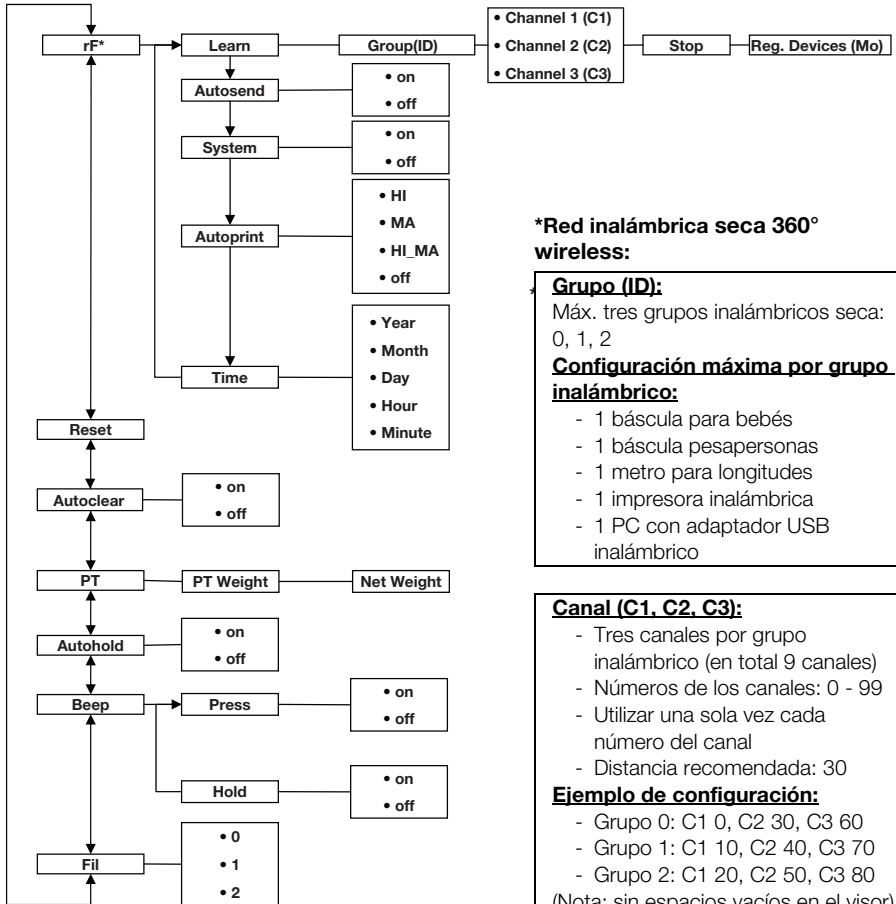 rF*
Learn
Group(ID)
• Channel 1 (C1)
• Channel 2 (C2)
• Channel 3 (C3)
Stop
Reg. Devices (Mo)
Autosend
• on
• off
System
• on
• off
Autoprint
• HI
• MA
• HI_MA
• off
Time
• Year
• Month
• Day
• Hour
• Minute
Reset
Autoclear
• on
• off
PT
PT Weight
Net Weight
Autohold
• on
• off
Beep
Press
• on
• off
Hold
• on
• off
Fil
• 0
• 1
• 2
*Red inalámbrica seca 360°
wireless:
*
Grupo (ID):
Máx. tres grupos inalámbricos seca:
0, 1, 2
Configuración máxima por grupo
inalámbrico:
- 1 báscula para bebés
- 1 báscula pesapersonas
- 1 metro para longitudes
- 1 impresora inalámbrica
- 1 PC con adaptador USB
inalámbrico
Canal (C1, C2, C3):
- Tres canales por grupo
inalámbrico (en total 9 canales)
- Números de los canales: 0 - 99
- Utilizar una sola vez cada
número del canal
- Distancia recomendada: 30
Ejemplo de configuración:
- Grupo 0: C1 0, C2 30, C3 60
- Grupo 1: C1 10, C2 40, C3 70
- Grupo 2: C1 20, C2 50, C3 80
(Nota: sin espacios vacíos en el visor)